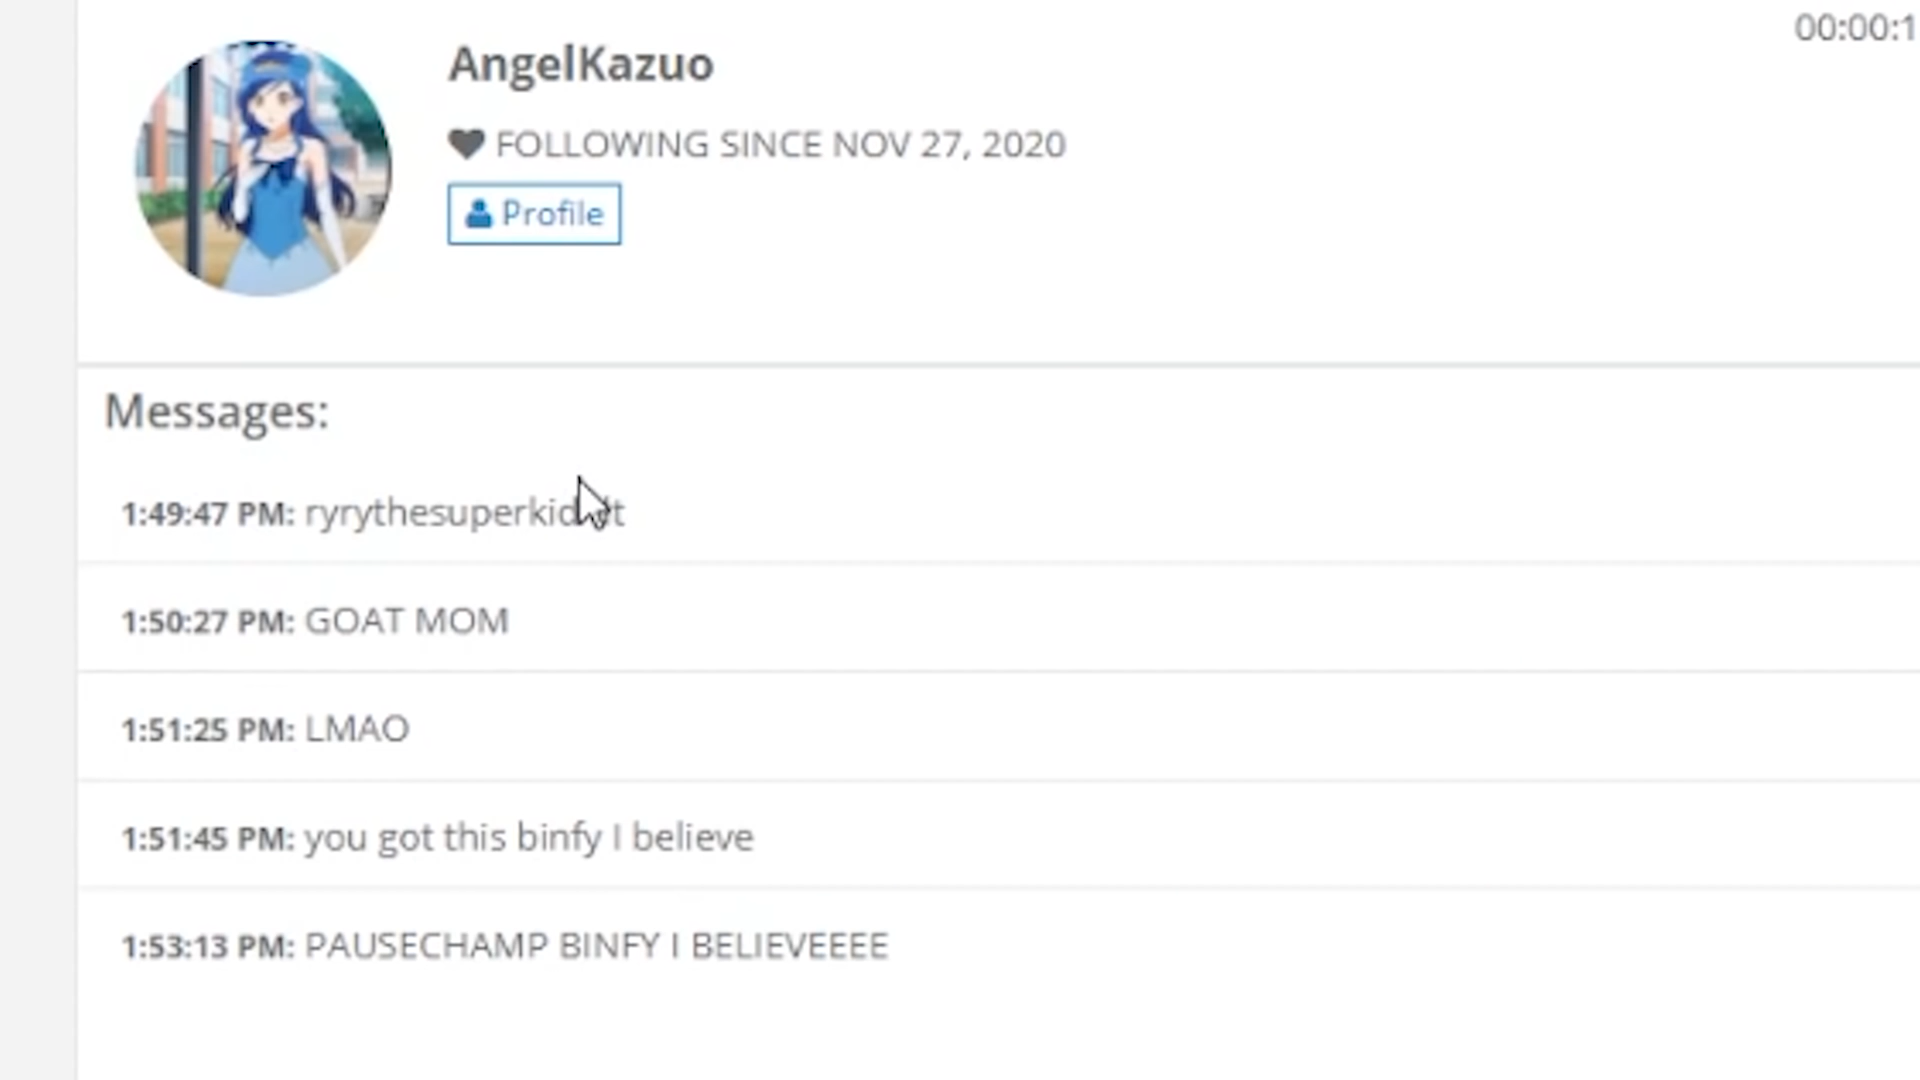 00:00:1
AngelKazuo
FOLLOWING SINCE NOV 27, 2020
Profile
Messages:
1:49:47 PM:
1:50:27 PM: GOAT MOM
1:51:25 PM: LMAO
1:51:45 PM: you got this binfy I believe
1:53:13 PM: PAUSECHAMP BINFY I BELIEVEEEE